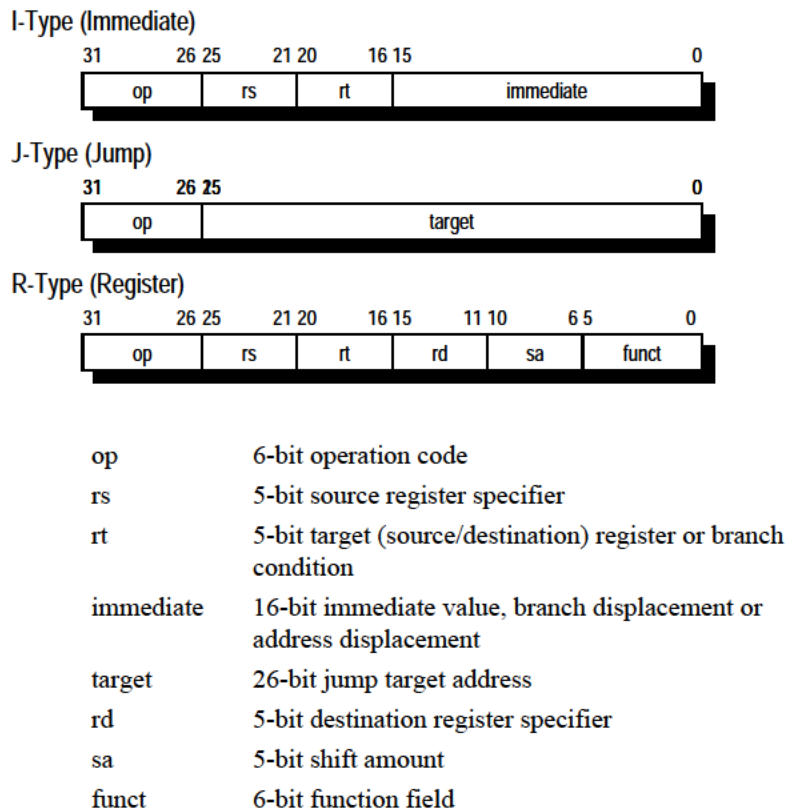 I-Type (Immediate)
31 26 25 21 20 16 15 0
op rs rt immediate
J-Type (Jump)
31 26 25 0
op target
R-Type (Register)
31 26 25 21 20 16 15 11 10 6 5 0
op rs rt rd sa funct
op 6-bit operation code
rs 5-bit source register specifier
rt 5-bit target (source/destination) register or branch
condition
immediate 16-bit immediate value, branch displacement or
address displacement
target 26-bit jump target address
rd 5-bit destination register specifier
sa 5-bit shift amount
funct 6-bit function field